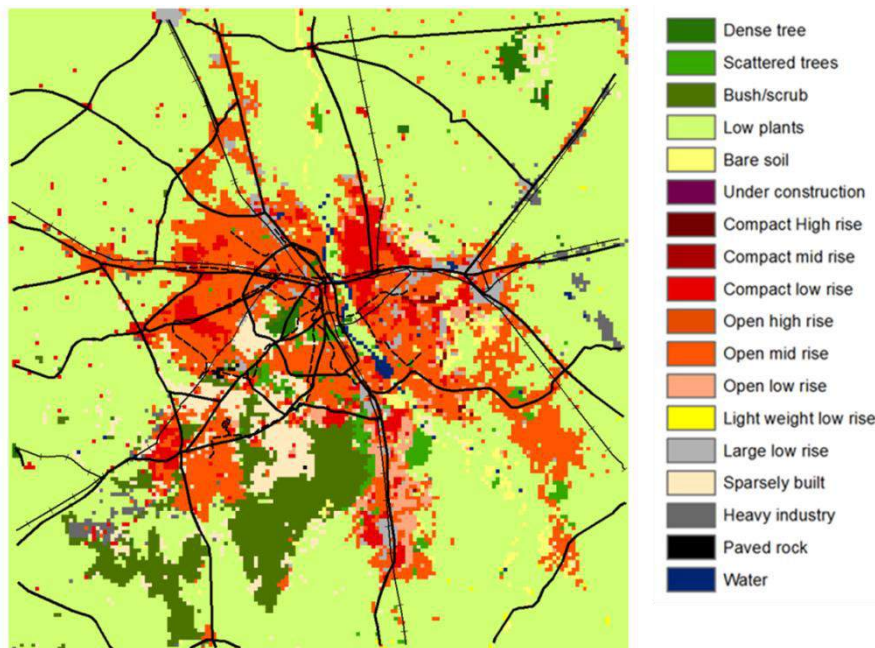 Dense tree
Scattered trees
Bush/scrub
Low plants
Bare soil
Under construction
Compact High rise
Compact mid rise
Compact low rise
Open high rise
Open mid rise
Open low rise
Light weight low rise
Large low rise
Sparsely built
Heavy industry
Paved rock
Water